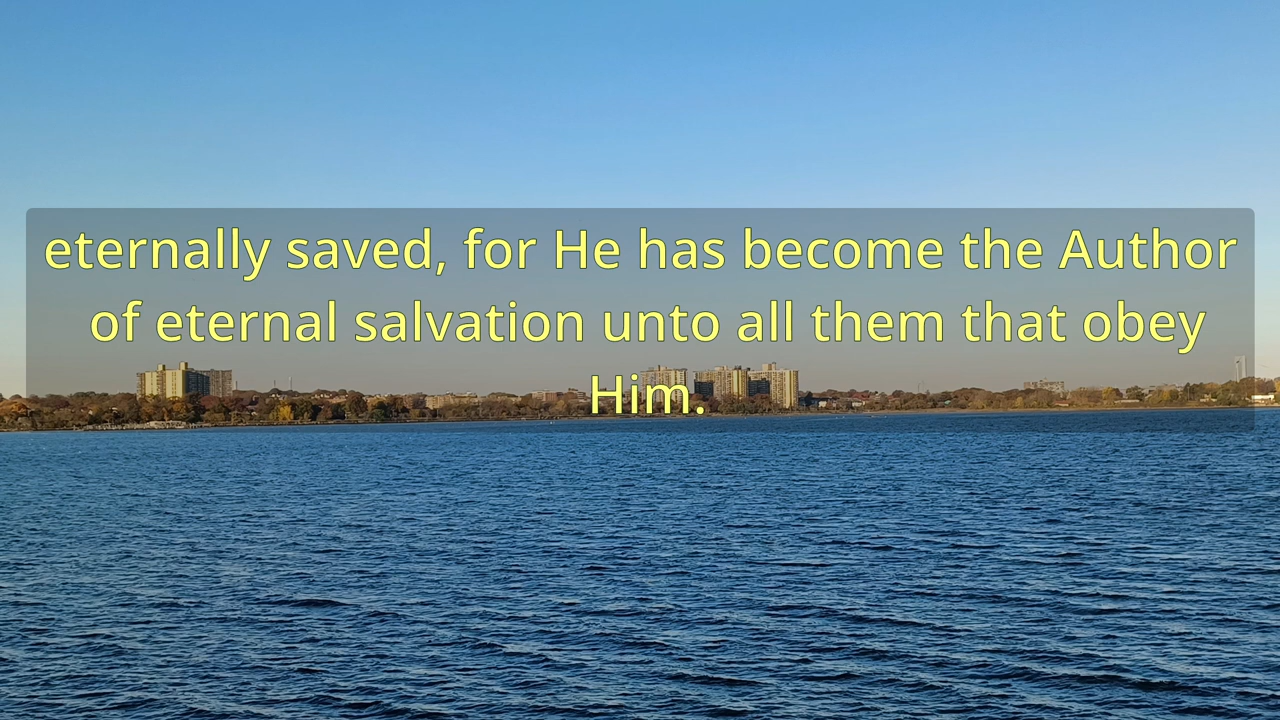 eternally saved, for He has become the Author
of eternal salvation unto all them that obey
Him.